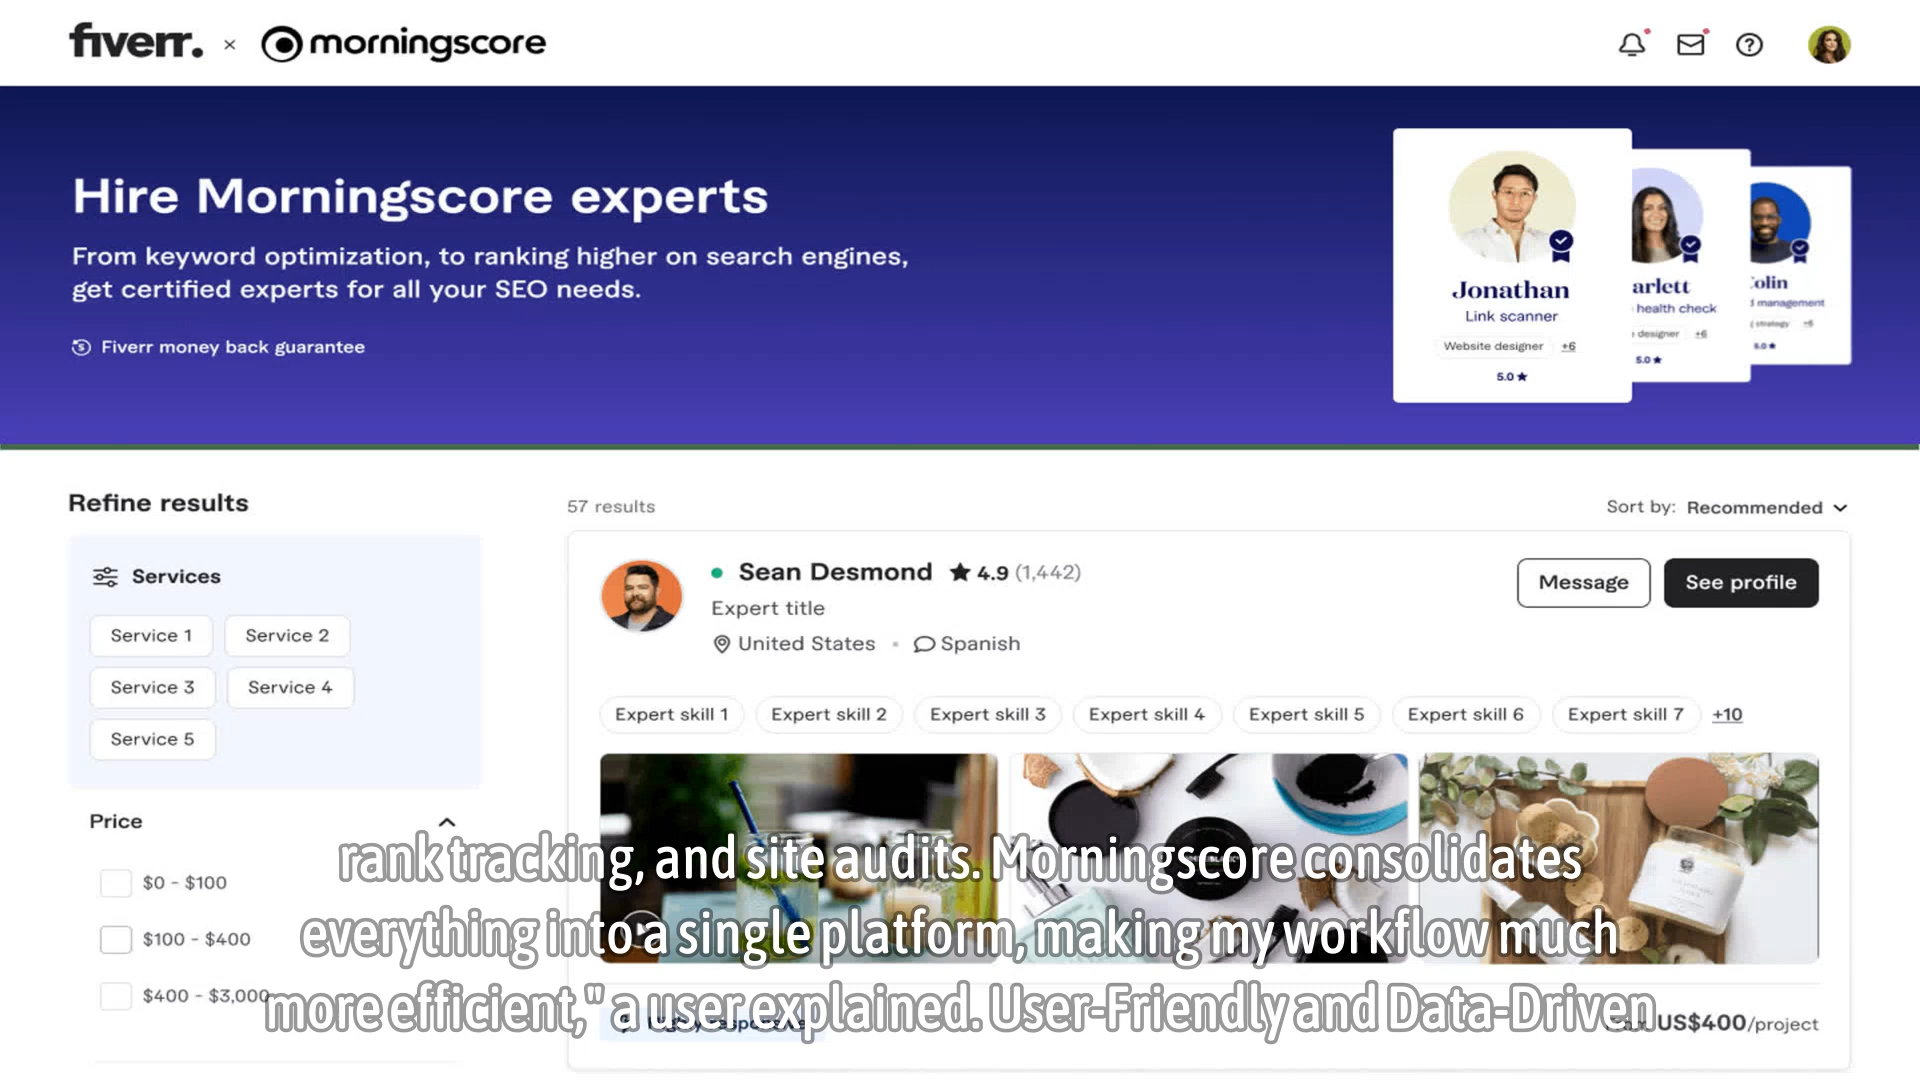 fiverr. × morningscore
Hire Morningscore experts
From keyword optimization, to ranking higher on search engines,
get certified experts for all your SEO needs.
Fiverr money back guarantee
Jonathan
Link scanner
Website designer +6
5.0
arlett
health check
designer +6
5.0
olin
management
strategy +6
5.0
Refine results
57 results
Sort by: Recommended
Services
Service 1
Service 2
Service 3
Service 4
Service 5
Sean Desmond 4.9 (1,442)
Expert title
United States • Spanish
Message
See profile
Expert skill 1
Expert skill 2
Expert skill 3
Expert skill 4
Expert skill 5
Expert skill 6
Expert skill 7
+10
Price
$0 - $100
$100 - $400
$400 - $3,000
rank tracking, and site audits. Morningscore consolidates
everything into a single platform, making my workflow much
more efficient," a user explained. User-Friendly and Data-Driven
US$400/project